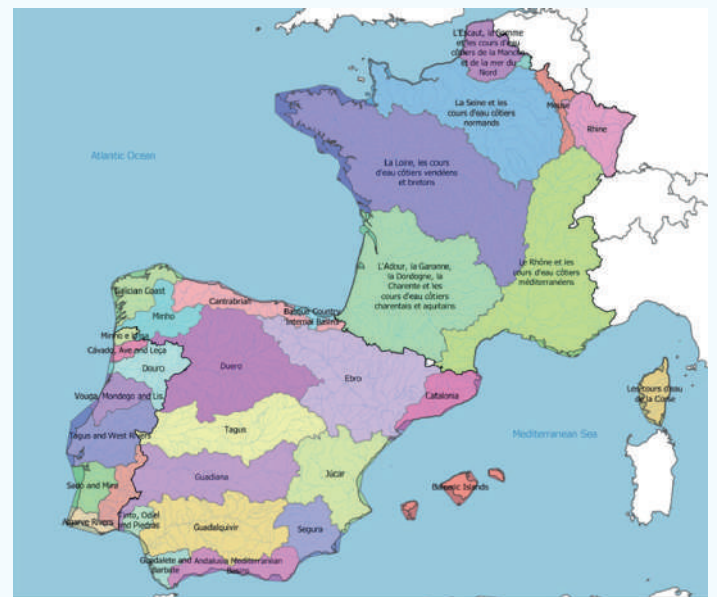 L'Escaut, la Somme
et les cours d'eau
côtiers de la Manche
et de la mer du
Nord
La Seine et les
cours d'eau côtiers
normands
Meuse
Rhine
Atlantic Ocean
La Loire, les cours
d'eau côtiers vendéens
et bretons
L'Adour, la Garonne,
la Dordogne, la
Charente et les
cours d'eau côtiers
charentais et aquitains
Le Rhône et les
cours d'eau côtiers
méditerranéens
Galician Coast
Cantrabrian
Basque Country
Internal Basins
Minho
Minho e Lima
Cávado, Ave and Leça
Douro
Duero
Ebro
Catalonia
Les cours d'eau
de la Corse
Vouga, Mondego and Lis
Tagus and West Rivers
Tagus
Mediterranean Sea
Guadiana
Júcar
Balearic Islands
Sado and Mira
Algarve Rivers
Tinto, Odiel
and Piedras
Guadalquivir
Segura
Guadalete and
Barbate
Andalusia Mediterranean
Basins